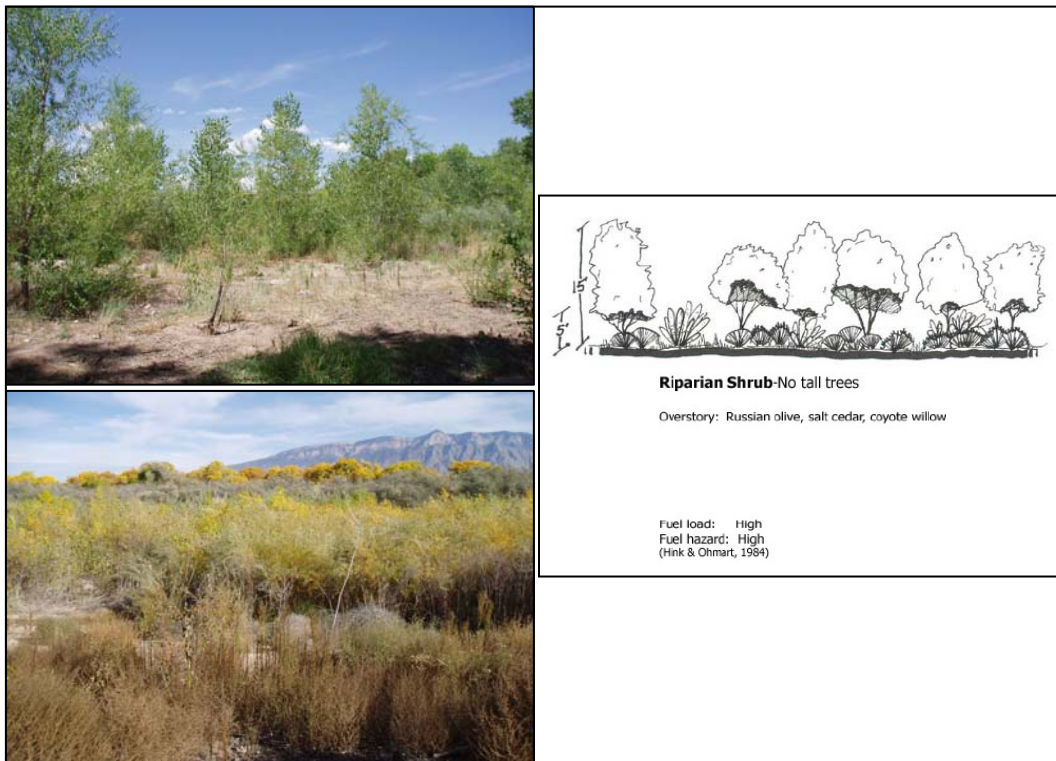 15'
5'
Riparian Shrub-No tall trees
Overstory: Russian olive, salt cedar, coyote willow
Fuel load: High
Fuel hazard: High
(Hink & Ohmart, 1984)